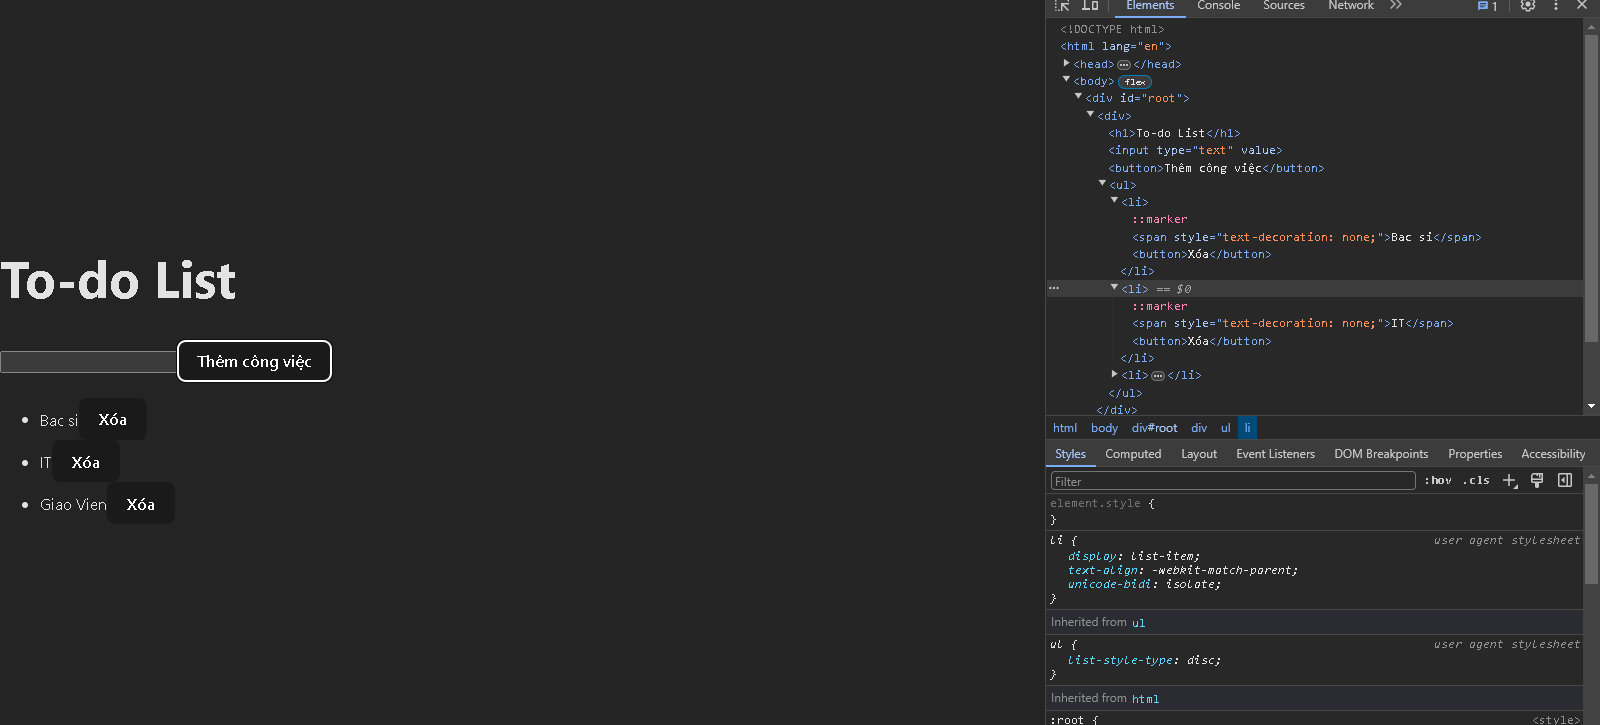 To-do List
Thêm công việc
Bac si Xóa
IT Xóa
Giao Vien Xóa
Elements Console Sources Network 1
<!DOCTYPE html>
<html lang="en">
<head> </head>
<body> flex
<div id="root">
<div>
<h1>To-do List</h1>
<input type="text" value>
<button>Thêm công việc</button>
<ul>
<li>
::marker
<span style="text-decoration: none;">Bac si</span>
<button>Xóa</button>
</li>
<li> == $0
::marker
<span style="text-decoration: none;">IT</span>
<button>Xóa</button>
</li>
<li> </li>
</ul>
</div>
html body div#root div ul li
Styles Computed Layout Event Listeners DOM Breakpoints Properties Accessibility
Filter :hov .cls
element.style {
}
li { user agent stylesheet
display: list-item;
text-align: -webkit-match-parent;
unicode-bidi: isolate;
}
Inherited from ul
ul { user agent stylesheet
list-style-type: disc;
}
Inherited from html
:root { <style>